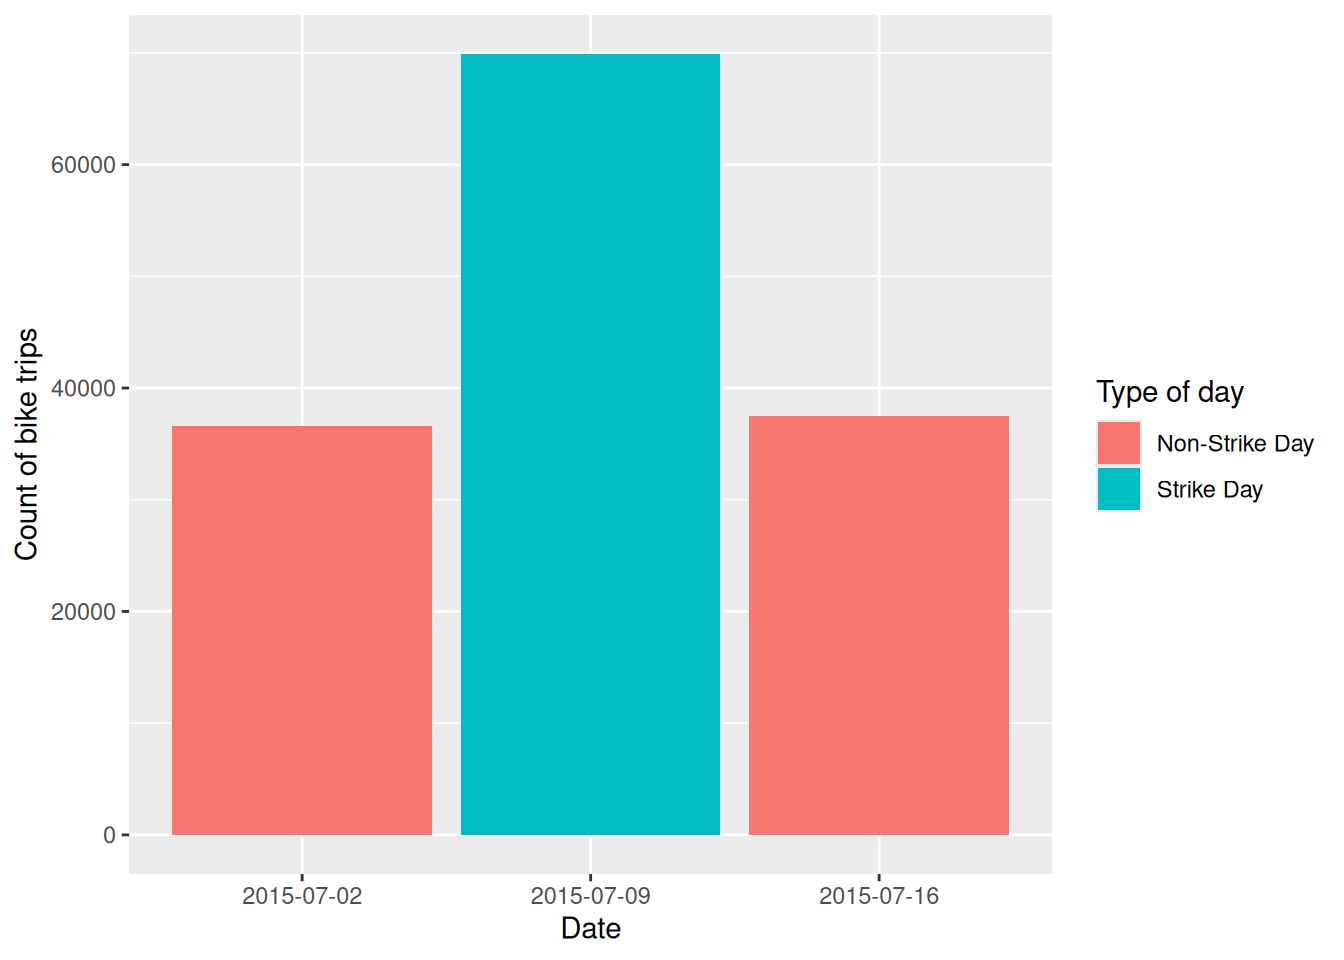 Count of bike trips
60000
40000
20000
0
2015-07-02
2015-07-09
2015-07-16
Date
Type of day
Non-Strike Day
Strike Day